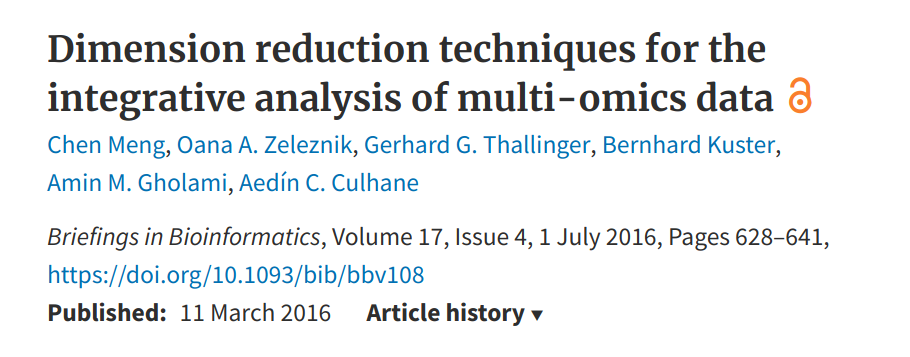 Dimension reduction techniques for the
integrative analysis of multi-omics data
Chen Meng, Oana A. Zeleznik, Gerhard G. Thallinger, Bernhard Kuster,
Amin M. Gholami, Aedín C. Culhane
Briefings in Bioinformatics, Volume 17, Issue 4, 1 July 2016, Pages 628–641,
https://doi.org/10.1093/bib/bbv108
Published: 11 March 2016 Article history ▼